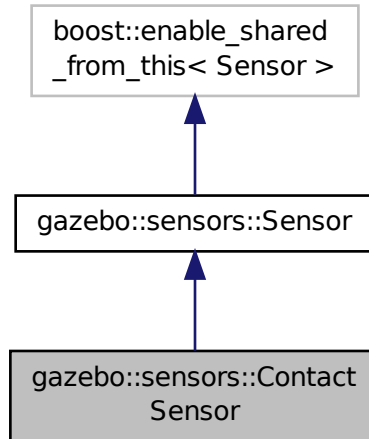 boost::enable_shared
_from_this< Sensor >
gazebo::sensors::Sensor
gazebo::sensors::Contact
Sensor